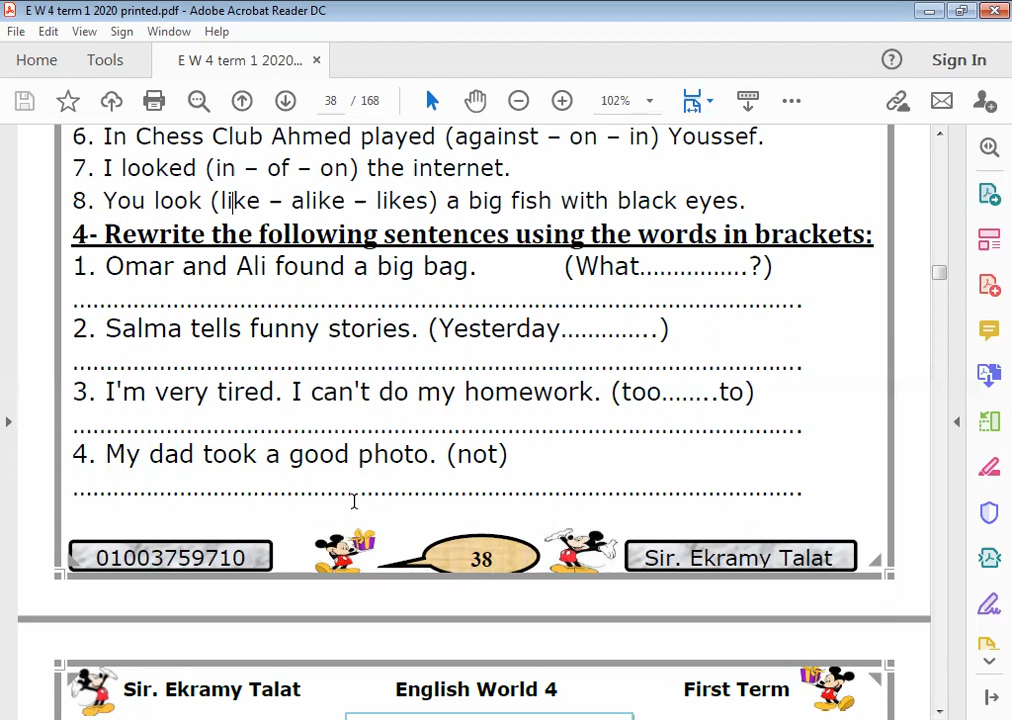 E W 4 term 1 2020 printed.pdf - Adobe Acrobat Reader DC
File Edit View Sign Window Help
Home Tools E W 4 term 1 2020... × Sign In
38 / 168 102%
6. In Chess Club Ahmed played (against – on – in) Youssef.
7. I looked (in – of – on) the internet.
8. You look (like – alike – likes) a big fish with black eyes.
4- Rewrite the following sentences using the words in brackets:
1. Omar and Ali found a big bag. (What...............?)
................................................................................................
2. Salma tells funny stories. (Yesterday.............)
................................................................................................
3. I'm very tired. I can't do my homework. (too........to)
................................................................................................
4. My dad took a good photo. (not)
................................................................................................
01003759710 38 Sir. Ekramy Talat
Sir. Ekramy Talat English World 4 First Term